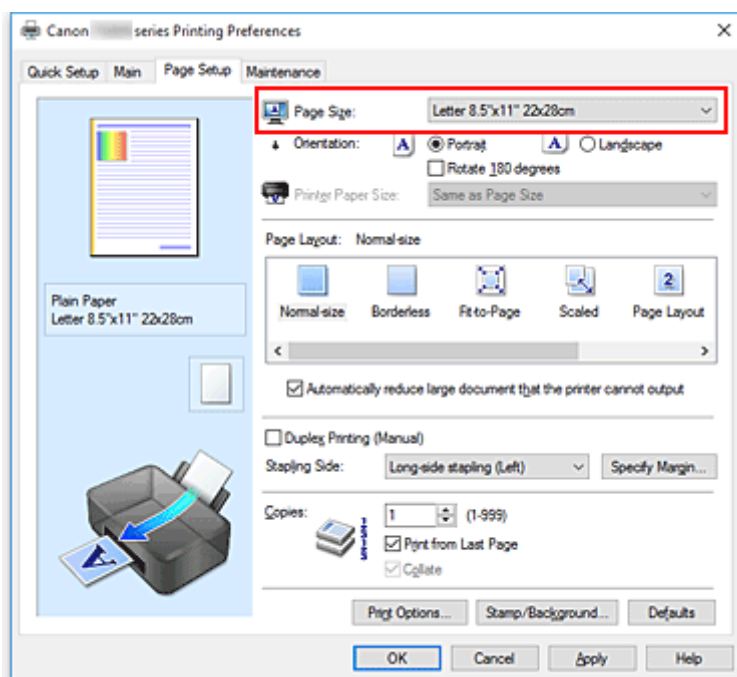 Canon series Printing Preferences
Quick Setup Main Page Setup Maintenance
Page Size: Letter 8.5"x11" 22x28cm
Orientation: A Portrait A Landscape
Rotate 180 degrees
Printer Paper Size: Same as Page Size
Page Layout: Normal-size
Normal-size Borderless Fit-to-Page Scaled 2 Page Layout
Plain Paper
Letter 8.5"x11" 22x28cm
Automatically reduce large document that the printer cannot output
Duplex Printing (Manual)
Stapling Side: Long-side stapling (Left) Specify Margin...
Copies: 1 (1-999)
Print from Last Page
Collate
A
Print Options... Stamp/Background... Defaults
OK Cancel Apply Help